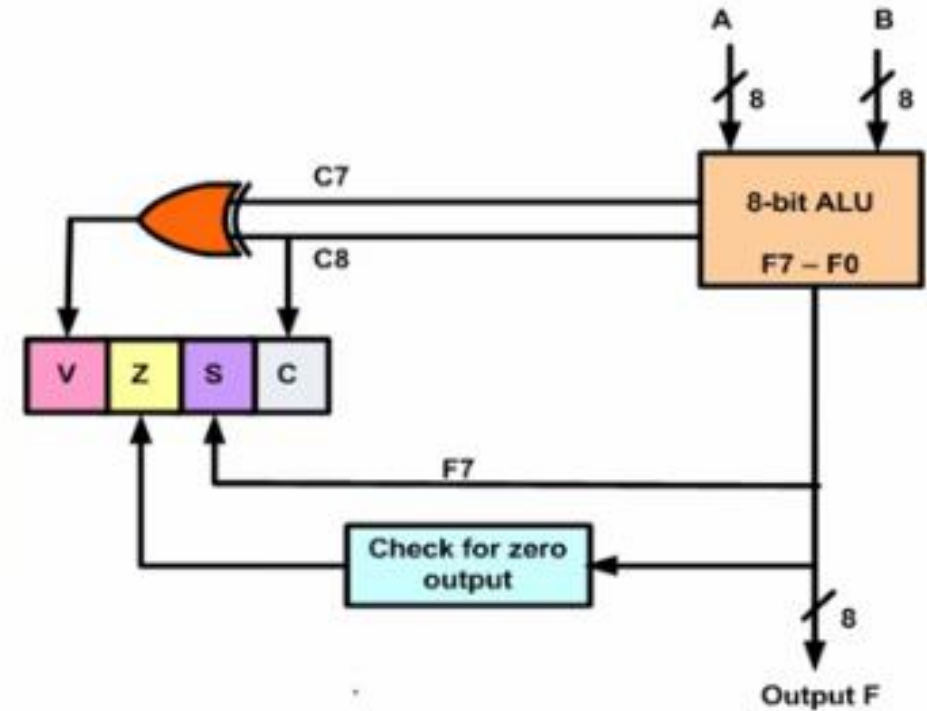 A B
8 8
C7
8-bit ALU
F7 – F0
C8
V Z S C
F7
Check for zero
output
8
Output F